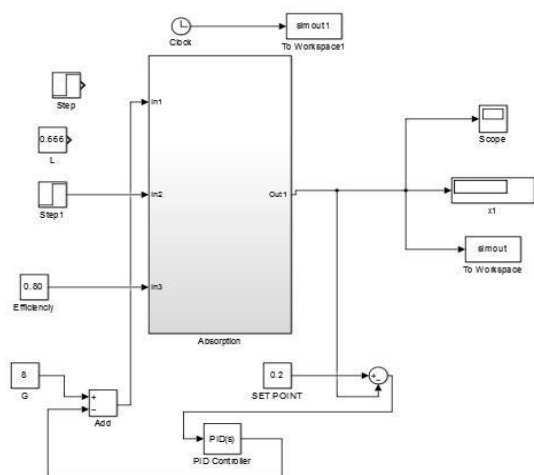 Clock
simout1
To Workspace1
Step
0.666
L
Step1
0.80
Efficiencly
In1
In2
In3
Out1
Absorption
Scope
x1
simout
To Workspace
8
G
+
−
Add
0.2
SET POINT
+
−
PID(s)
PID Controller